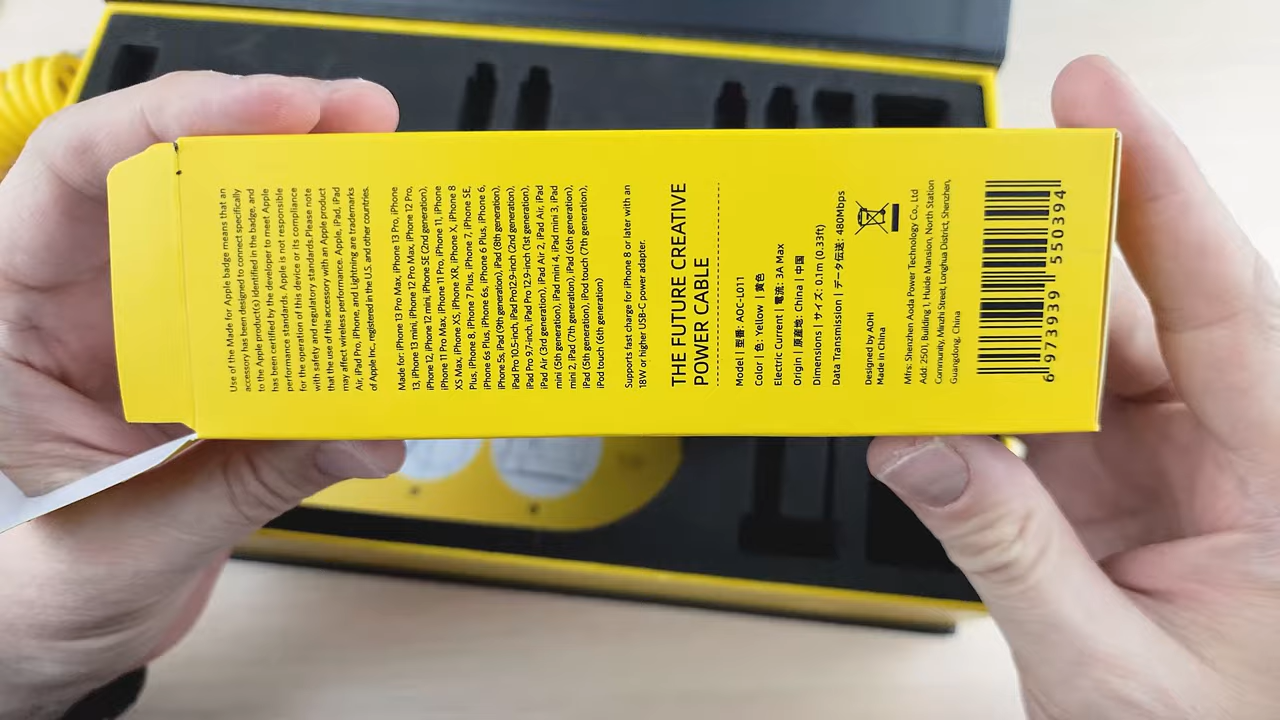 Use of the Made for Apple badge means that an
accessory has been designed to connect specifically
to the Apple product(s) identified in the badge, and
has been certified by the developer to meet Apple
performance standards. Apple is not responsible
for the operation of this device or its compliance
with safety and regulatory standards.Please note
that the use of this accessory with an Apple product
may affect wireless performance. Apple, iPad, iPad
Air, iPad Pro, iPhone and Lightning are trademarks
of Apple Inc., registered in the U.S. and other countries.
Made for: iPhone 13 Pro Max, iPhone 13 Pro, iPhone
13, iPhone 13 mini, iPhone 12 Pro Max, iPhone 12 Pro,
iPhone 12, iPhone 12 mini, iPhone SE (2nd generation),
iPhone 11 Pro Max, iPhone 11 Pro, iPhone 11, iPhone
XS Max, iPhone XS, iPhone XR, iPhone X, iPhone 8
Plus, iPhone 8, iPhone 7 Plus, iPhone 7, iPhone SE,
iPhone 6s Plus, iPhone 6s, iPhone 6 Plus, iPhone 6,
iPhone 5s, iPad (9th generation), iPad (8th generation),
iPad Pro 10.5-inch, iPad Pro12.9-inch (2nd generation),
iPad Pro 9.7-inch, iPad Pro 12.9-inch (1st generation),
iPad Air (3rd generation), iPad Air 2, iPad Air, iPad
mini (5th generation), iPad mini 4, iPad mini 3, iPad
mini 2, iPad (7th generation), iPad (6th generation),
iPad (5th generation), iPod touch (7th generation),
iPod touch (6th generation)
Supports fast charge for iPhone 8 or later with an
18W or higher USB-C power adapter.
THE FUTURE CREATIVE
POWER CABLE
Model | 型番: AOC-L011
Color | 色: Yellow | 黄色
Electric Current | 電流: 3A Max
Origin | 原産地: China | 中国
Dimensions | サイズ: 0.1m (0.33ft)
Data Transmission | データ伝送: 480Mbps
Designed by AOHI
Made in China
Mfrs: Shenzhen Aoda Power Technology Co., Ltd
Add: 2501, Building I, Huide Mansion, North Station
Community, Minzhi Street, Longhua District, Shenzhen,
Guangdong, China
6 973939 550394